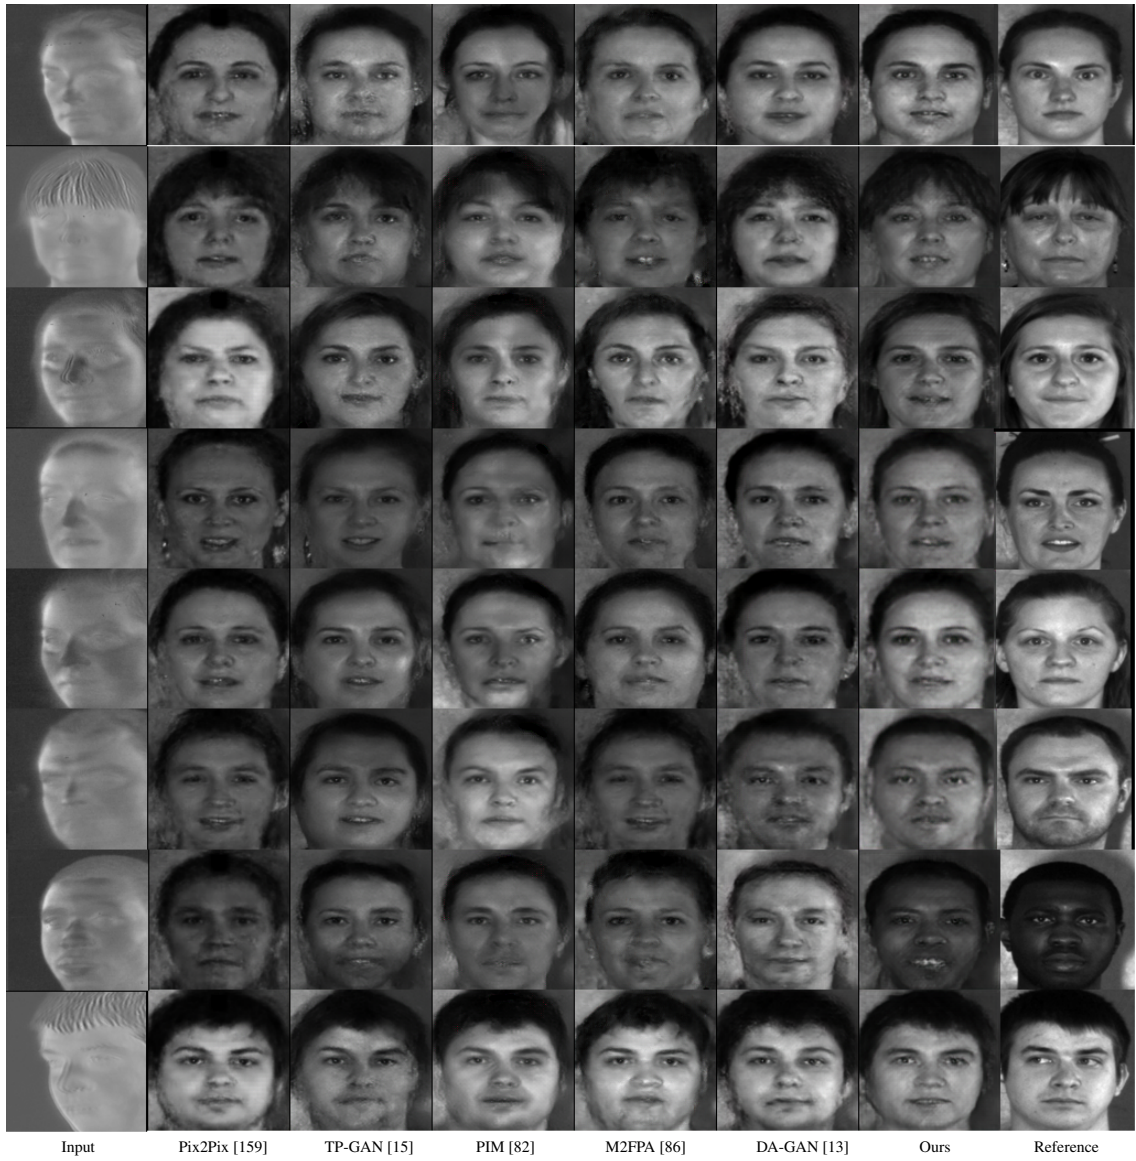 Input Pix2Pix [159] TP-GAN [15] PIM [82] M2FPA [86] DA-GAN [13] Ours Reference